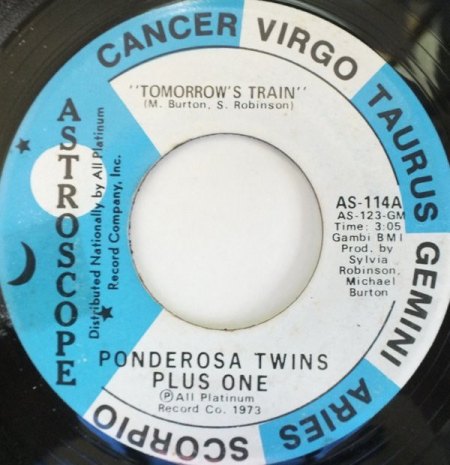 CANCER VIRGO TAURUS GEMINI ARIES SCORPIO
ASTROSCOPE
Distributed Nationally by All Platinum
Record Company, Inc.
"TOMORROW'S TRAIN"
(M. Burton, S. Robinson)
AS-114A
AS-123-GM
Time: 3:05
Gambi BMI
Prod. by
Sylvia
Robinson,
Michael
Burton
PONDEROSA TWINS
PLUS ONE
Ⓟ All Platinum
Record Co. 1973